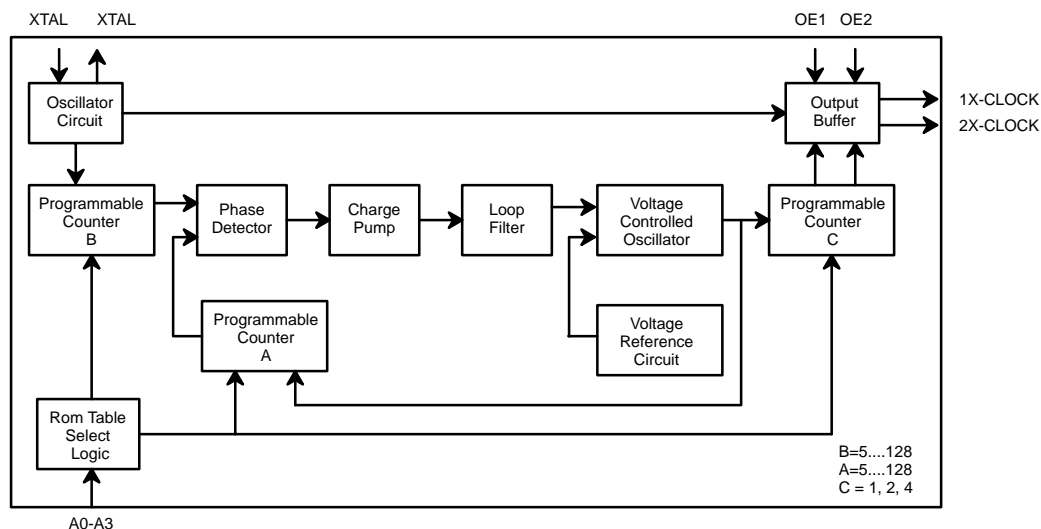 XTAL
XTAL
OE1
OE2
Oscillator
Circuit
Output
Buffer
1X-CLOCK
2X-CLOCK
Programmable
Counter
B
Phase
Detector
Charge
Pump
Loop
Filter
Voltage
Controlled
Oscillator
Programmable
Counter
C
Programmable
Counter
A
Voltage
Reference
Circuit
Rom Table
Select
Logic
B=5....128
A=5....128
C = 1, 2, 4
A0-A3